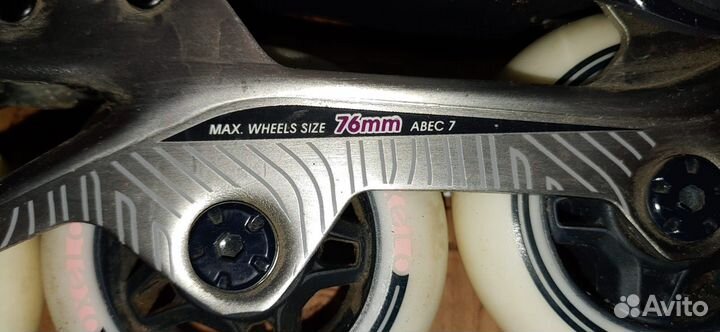 MAX. WHEELS SIZE 76mm ABEC 7
Avito